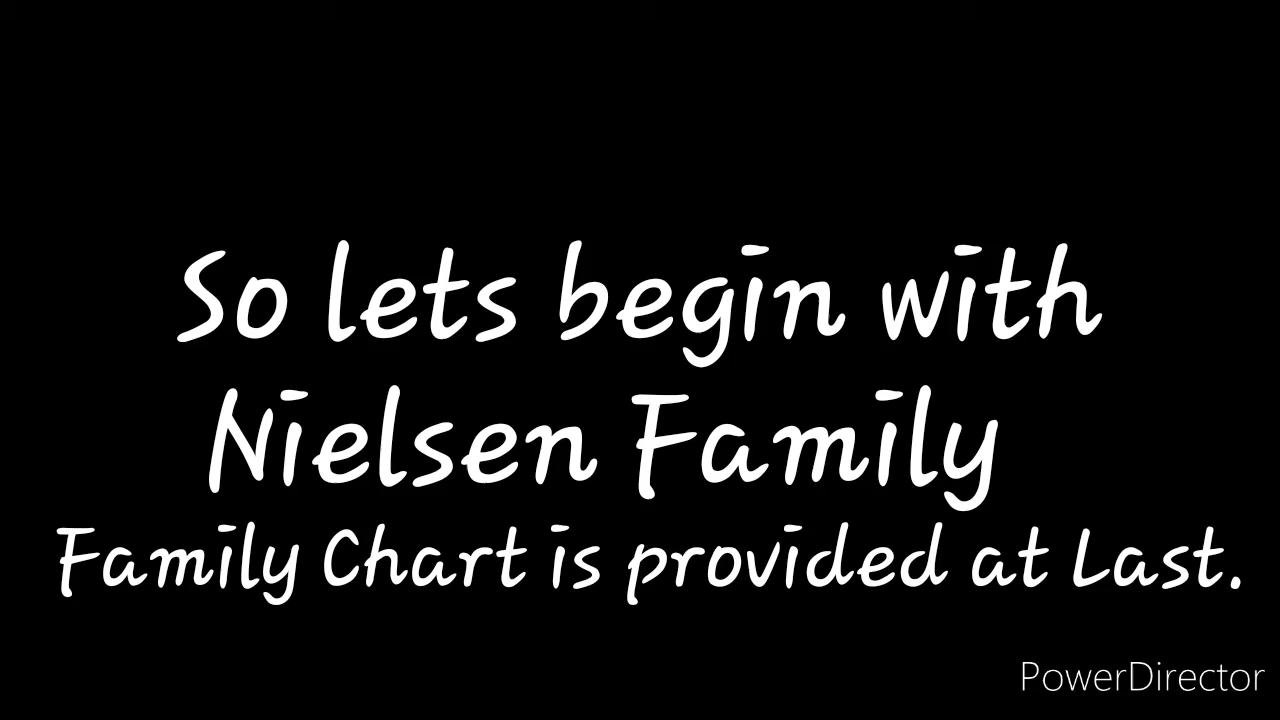 So lets begin with
Nielsen Family
Family Chart is provided at Last.
PowerDirector